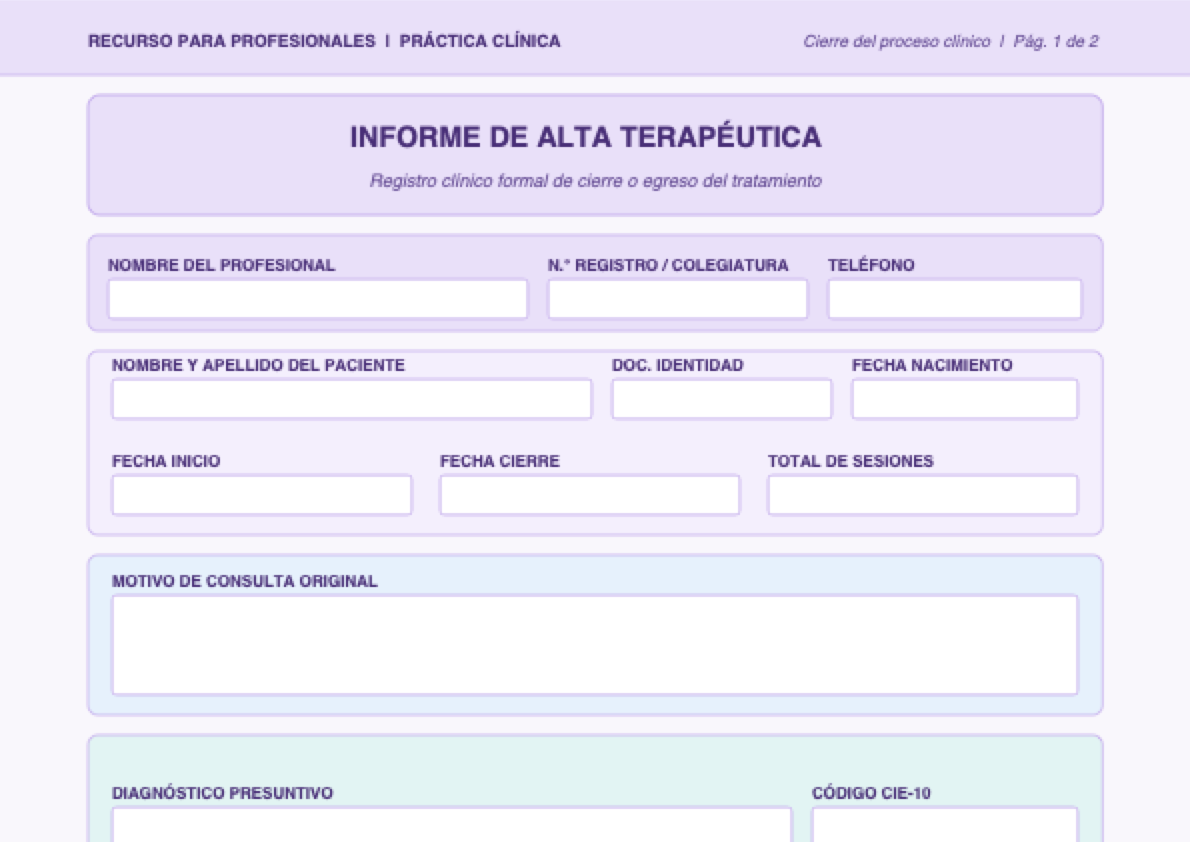 RECURSO PARA PROFESIONALES | PRÁCTICA CLÍNICA
Cierre del proceso clínico | Pág. 1 de 2
INFORME DE ALTA TERAPÉUTICA
Registro clínico formal de cierre o egreso del tratamiento
NOMBRE DEL PROFESIONAL
N.° REGISTRO / COLEGIATURA
TELÉFONO
NOMBRE Y APELLIDO DEL PACIENTE
DOC. IDENTIDAD
FECHA NACIMIENTO
FECHA INICIO
FECHA CIERRE
TOTAL DE SESIONES
MOTIVO DE CONSULTA ORIGINAL
DIAGNÓSTICO PRESUNTIVO
CÓDIGO CIE-10